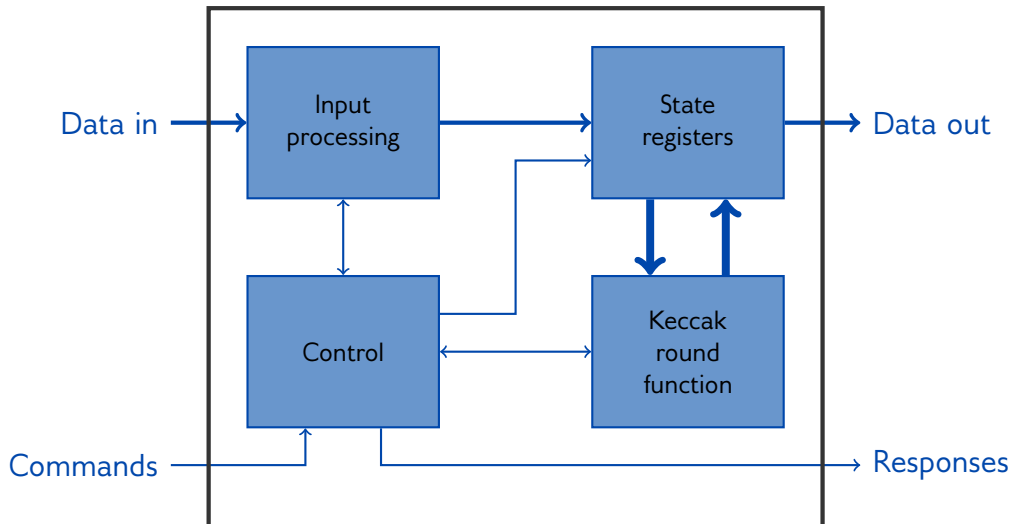 Data in
Input
processing
State
registers
Data out
Control
Keccak
round
function
Commands
Responses